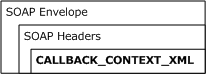 SOAP Envelope
SOAP Headers
CALLBACK_CONTEXT_XML